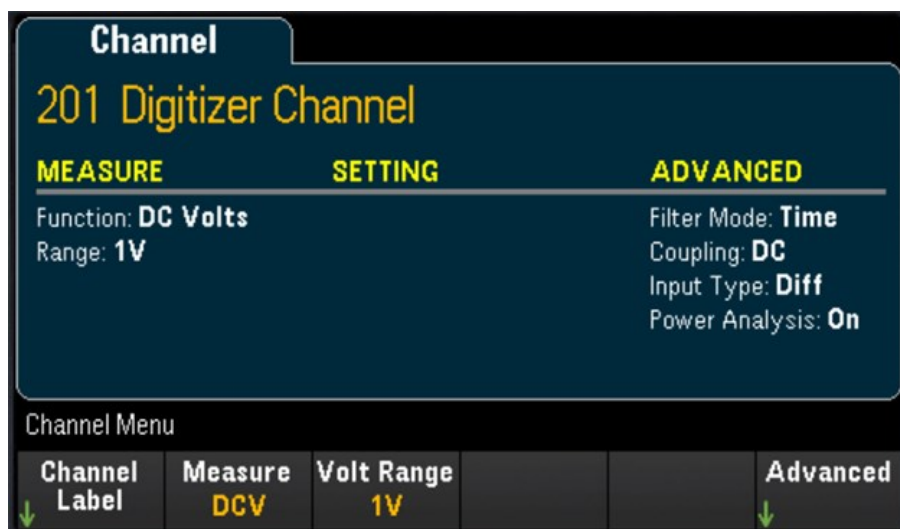 Channel
201 Digitizer Channel
MEASURE SETTING ADVANCED
Function: DC Volts Filter Mode: Time
Range: 1V Coupling: DC
Input Type: Diff
Power Analysis: On
Channel Menu
Channel Measure Volt Range Advanced
Label DCV 1V